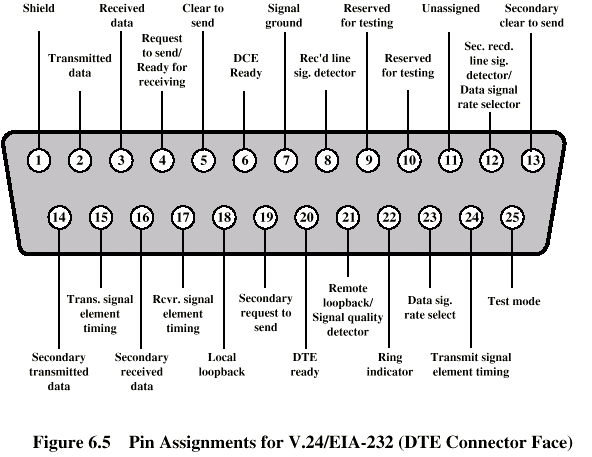 Shield
Transmitted
data
Received
data
Request
to send/
Ready for
receiving
Clear to
send
DCE
Ready
Signal
ground
Rec'd line
sig. detector
Reserved
for testing
Reserved
for testing
Unassigned
Sec. recd.
line sig.
detector/
Data signal
rate selector
Secondary
clear to send
1 2 3 4 5 6 7 8 9 10 11 12 13
14 15 16 17 18 19 20 21 22 23 24 25
Secondary
transmitted
data
Trans. signal
element
timing
Secondary
received
data
Rcvr. signal
element
timing
Local
loopback
Secondary
request to
send
DTE
ready
Remote
loopback/
Signal quality
detector
Ring
indicator
Data sig.
rate select
Transmit signal
element timing
Test mode
Figure 6.5 Pin Assignments for V.24/EIA-232 (DTE Connector Face)